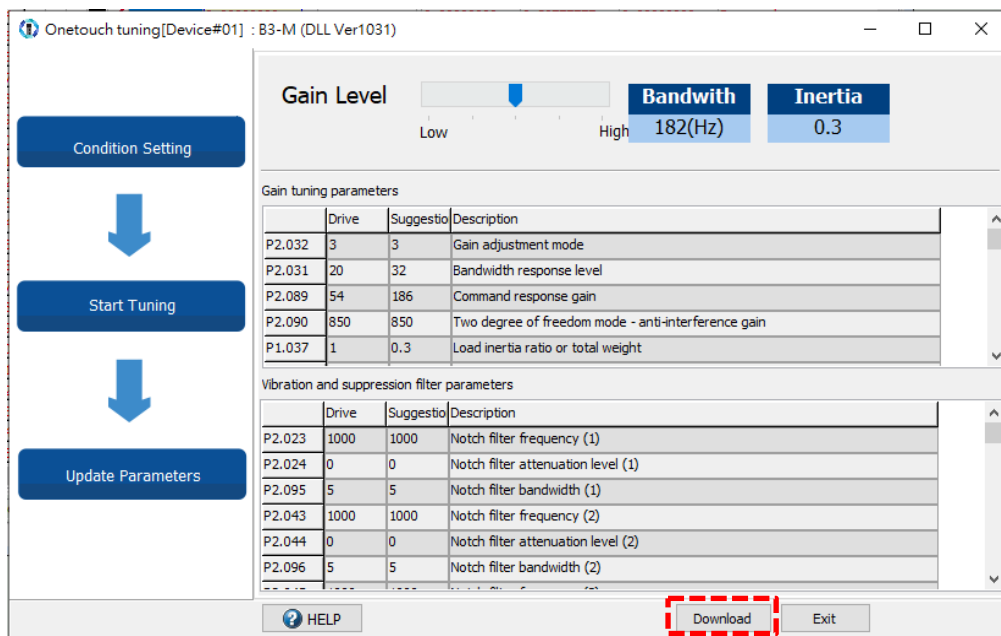 Onetouch tuning[Device#01] : B3-M (DLL Ver1031)
Condition Setting
Start Tuning
Update Parameters
Gain Level
Low High
Bandwith
182(Hz)
Inertia
0.3
Gain tuning parameters
Drive Suggestio Description
P2.032 3 3 Gain adjustment mode
P2.031 20 32 Bandwidth response level
P2.089 54 186 Command response gain
P2.090 850 850 Two degree of freedom mode - anti-interference gain
P1.037 1 0.3 Load inertia ratio or total weight
Vibration and suppression filter parameters
Drive Suggestio Description
P2.023 1000 1000 Notch filter frequency (1)
P2.024 0 0 Notch filter attenuation level (1)
P2.095 5 5 Notch filter bandwidth (1)
P2.043 1000 1000 Notch filter frequency (2)
P2.044 0 0 Notch filter attenuation level (2)
P2.096 5 5 Notch filter bandwidth (2)
HELP
Download
Exit